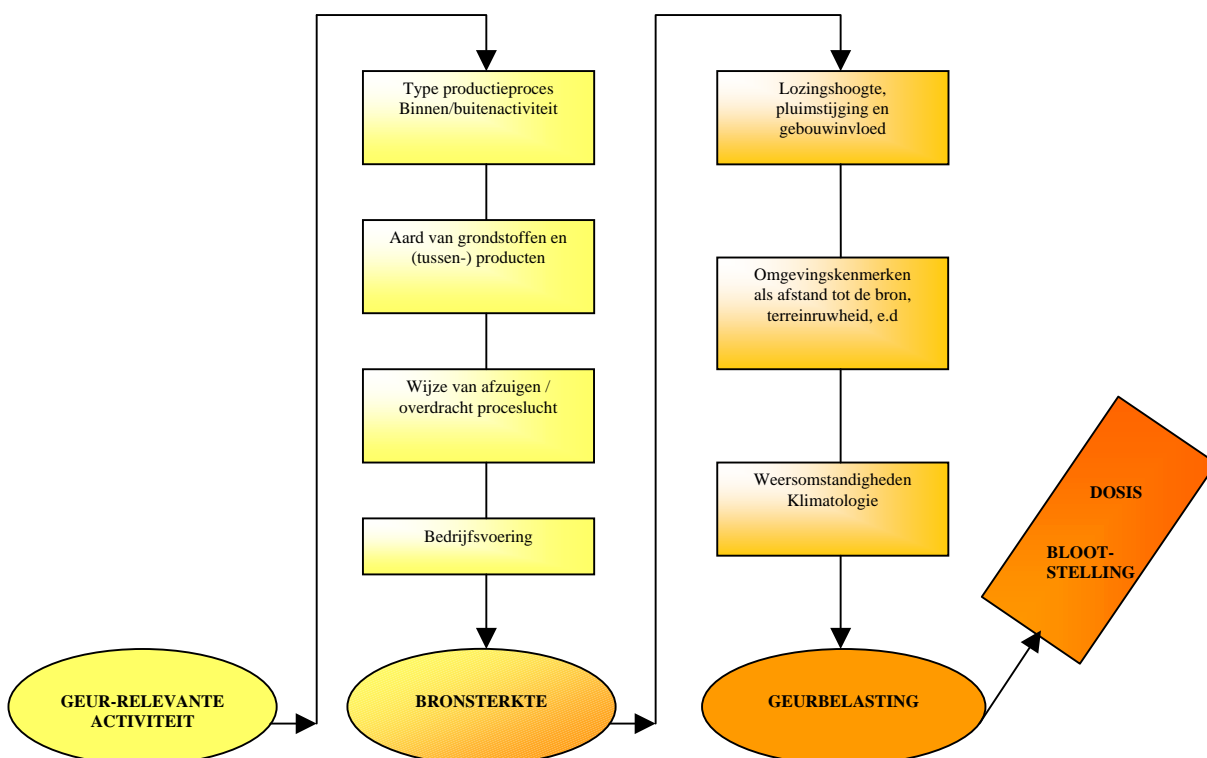 Type productieproces
Binnen/buitenactiviteit
Aard van grondstoffen en
(tussen-) producten
Wijze van afzuigen /
overdracht proceslucht
Bedrijfsvoering
Lozingshoogte,
pluimstijging en
gebouwinvloed
Omgevingskenmerken
als afstand tot de bron,
terreinruwheid, e.d
Weersomstandigheden
Klimatologie
DOSIS
BLOOT-
STELLING
GEUR-RELEVANTE
ACTIVITEIT
BRONSTERKTE
GEURBELASTING